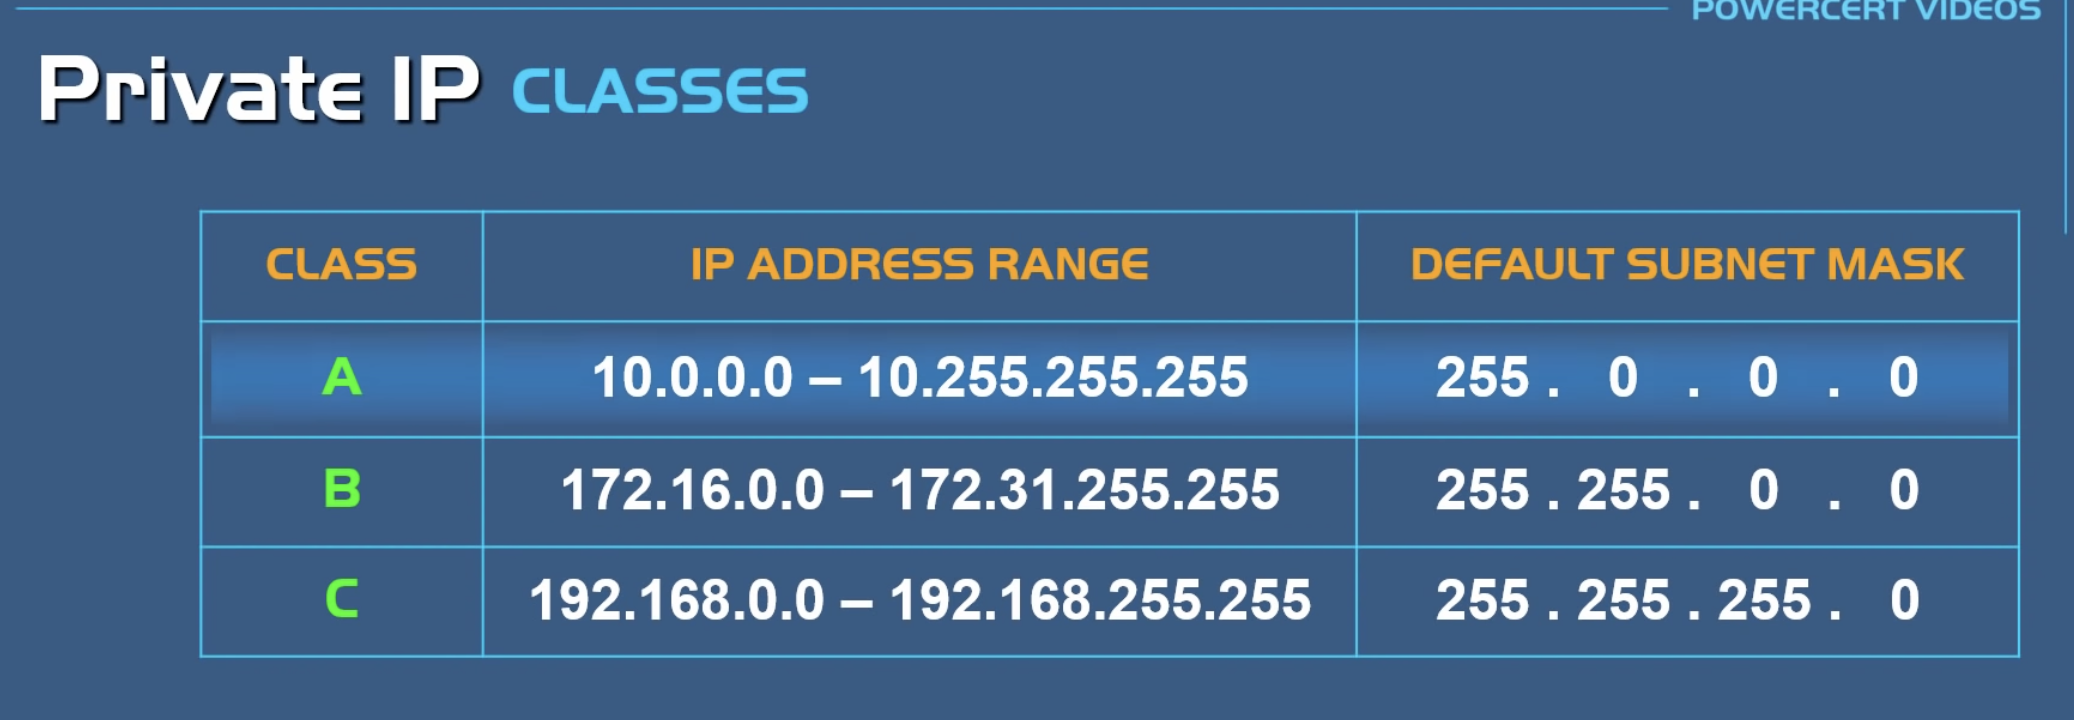 POWERCERT VIDEOS
Private IP CLASSES
CLASS IP ADDRESS RANGE DEFAULT SUBNET MASK
A 10.0.0.0 – 10.255.255.255 255 . 0 . 0 . 0
B 172.16.0.0 – 172.31.255.255 255 . 255 . 0 . 0
C 192.168.0.0 – 192.168.255.255 255 . 255 . 255 . 0